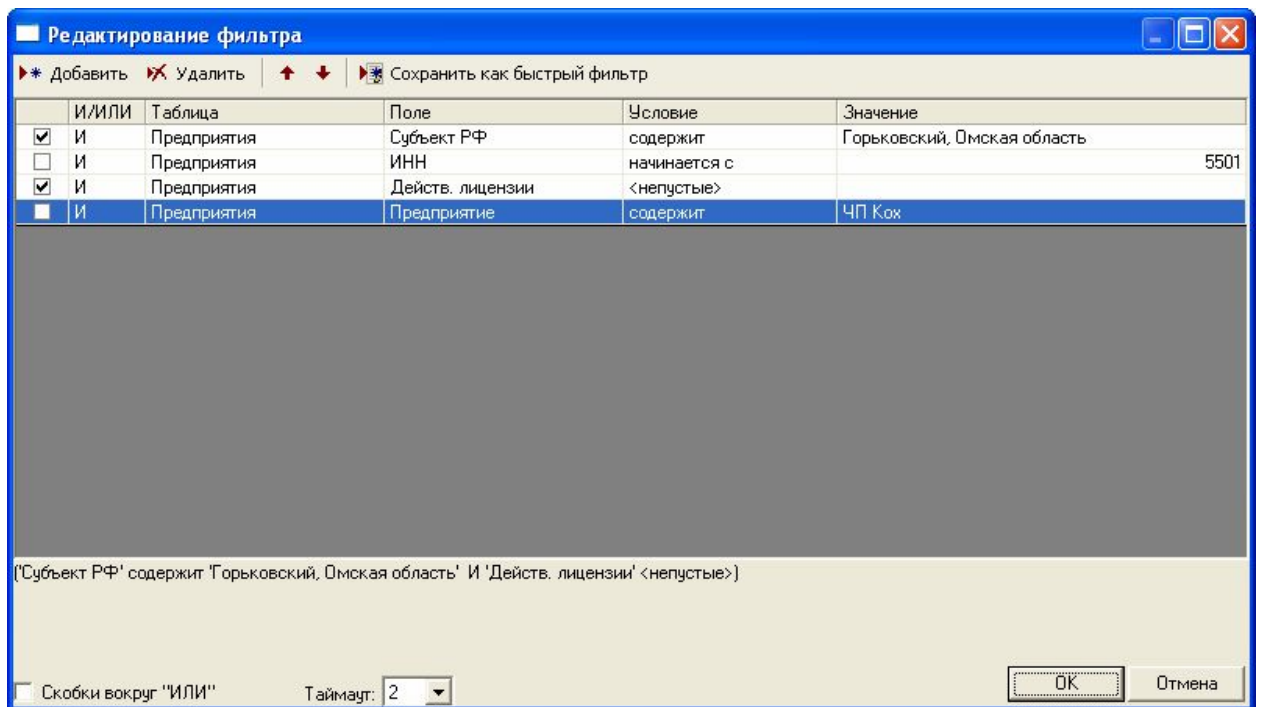 Редактирование фильтра
Добавить Удалить Сохранить как быстрый фильтр
И/ИЛИ Таблица Поле Условие Значение
И Предприятия Субъект РФ содержит Горьковский, Омская область
И Предприятия ИНН начинается с 5501
И Предприятия Действ. лицензии <непустые>
И Предприятия Предприятие содержит ЧП Кох
('Субъект РФ' содержит 'Горьковский, Омская область' И 'Действ. лицензии' <непустые>)
Скобки вокруг "ИЛИ" Таймаут: 2 OK Отмена